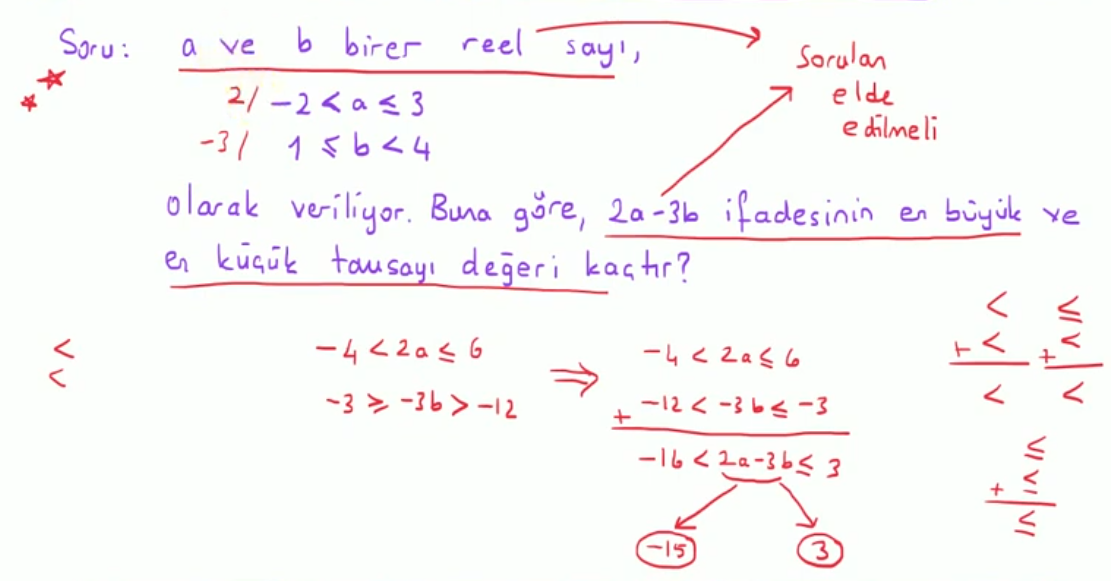 Soru: a ve b birer reel sayı,
Sorulan
elde
edilmeli
2/ -2 < a ≤ 3
-3/ 1 ≤ b < 4
olarak veriliyor. Buna göre, 2a-3b ifadesinin en büyük ve
en küçük tamsayı değeri kaçtır?
<
<
-4 < 2a ≤ 6
-3 ≥ -3b > -12
⇒
-4 < 2a ≤ 6
+ -12 < -3b ≤ -3
-16 < 2a-3b ≤ 3
-15 3
<
+ <
<
≤
+ <
<
≤
+ ≤
≤